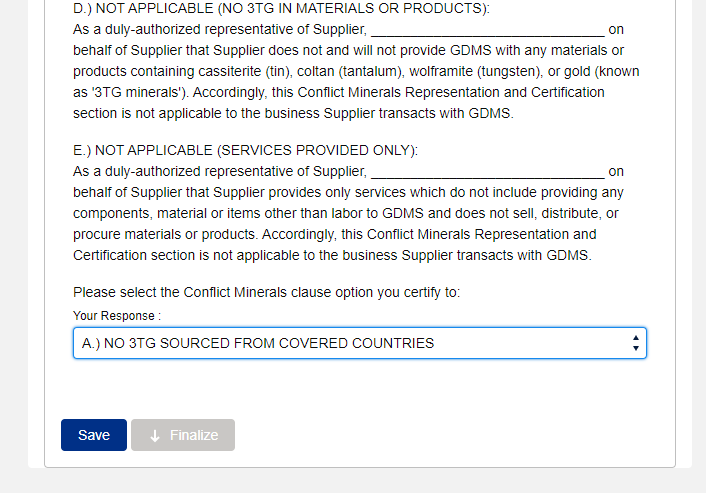 D.) NOT APPLICABLE (NO 3TG IN MATERIALS OR PRODUCTS):
As a duly-authorized representative of Supplier, ______________________________ on
behalf of Supplier that Supplier does not and will not provide GDMS with any materials or
products containing cassiterite (tin), coltan (tantalum), wolframite (tungsten), or gold (known
as '3TG minerals'). Accordingly, this Conflict Minerals Representation and Certification
section is not applicable to the business Supplier transacts with GDMS.
E.) NOT APPLICABLE (SERVICES PROVIDED ONLY):
As a duly-authorized representative of Supplier, ______________________________ on
behalf of Supplier that Supplier provides only services which do not include providing any
components, material or items other than labor to GDMS and does not sell, distribute, or
procure materials or products. Accordingly, this Conflict Minerals Representation and
Certification section is not applicable to the business Supplier transacts with GDMS.
Please select the Conflict Minerals clause option you certify to:
Your Response :
A.) NO 3TG SOURCED FROM COVERED COUNTRIES
Save
Finalize